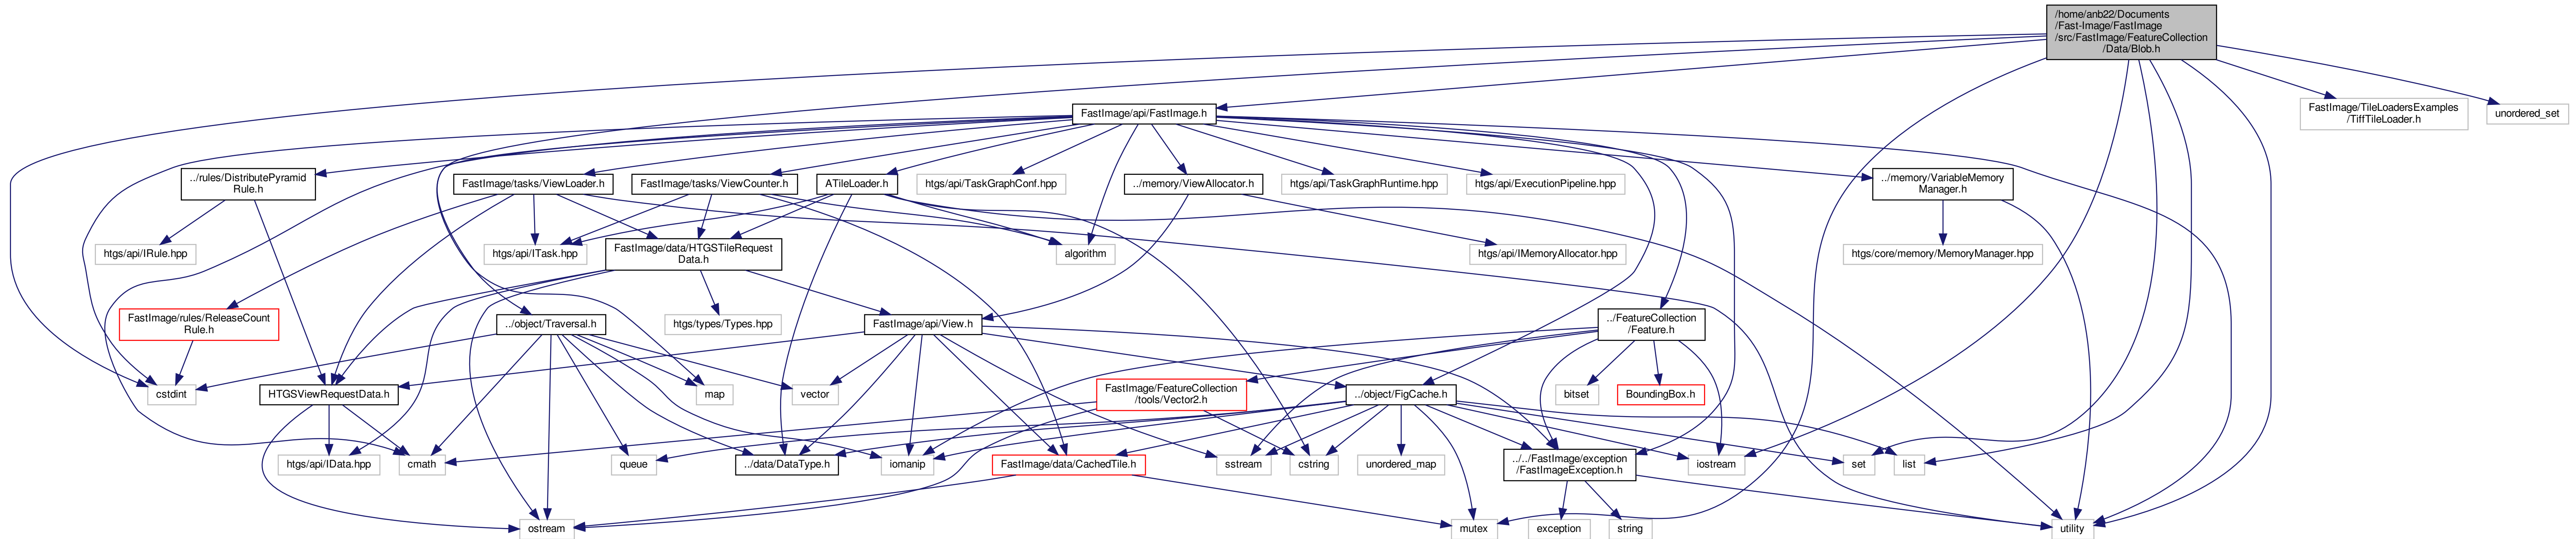 /home/anb22/Documents
/Fast-Image/FastImage
/src/FastImage/FeatureCollection
/Data/Blob.h
FastImage/api/FastImage.h
FastImage/TileLoadersExamples
/TiffTileLoader.h
unordered_set
../rules/DistributePyramid
Rule.h
FastImage/tasks/ViewLoader.h
FastImage/tasks/ViewCounter.h
ATileLoader.h
htgs/api/TaskGraphConf.hpp
../memory/ViewAllocator.h
htgs/api/TaskGraphRuntime.hpp
htgs/api/ExecutionPipeline.hpp
../memory/VariableMemory
Manager.h
htgs/api/IRule.hpp
htgs/api/ITask.hpp
FastImage/data/HTGSTileRequest
Data.h
algorithm
htgs/api/IMemoryAllocator.hpp
htgs/core/memory/MemoryManager.hpp
FastImage/rules/ReleaseCount
Rule.h
../object/Traversal.h
htgs/types/Types.hpp
FastImage/api/View.h
../FeatureCollection
/Feature.h
cstdint
HTGSViewRequestData.h
map
vector
FastImage/FeatureCollection
/tools/Vector2.h
../object/FigCache.h
bitset
BoundingBox.h
htgs/api/IData.hpp
cmath
queue
../data/DataType.h
iomanip
FastImage/data/CachedTile.h
sstream
cstring
unordered_map
../../FastImage/exception
/FastImageException.h
iostream
set
list
ostream
mutex
exception
string
utility